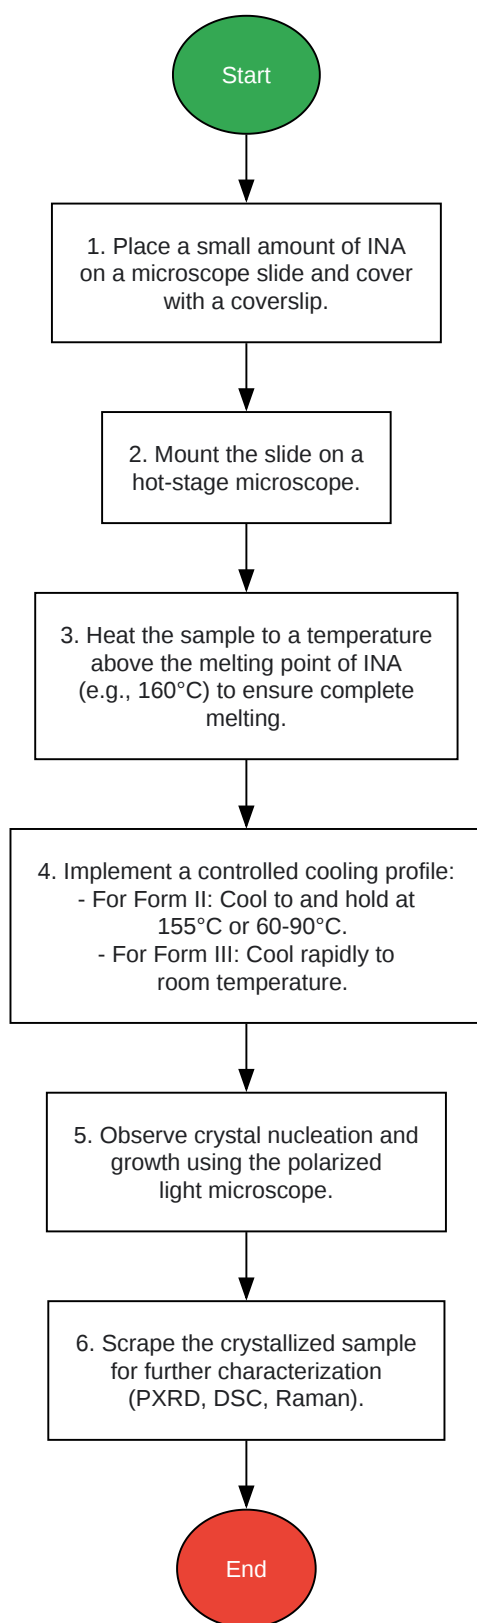 Start
1. Place a small amount of INA
on a microscope slide and cover
with a coverslip.
2. Mount the slide on a
hot-stage microscope.
3. Heat the sample to a temperature
above the melting point of INA
(e.g., 160°C) to ensure complete
melting.
4. Implement a controlled cooling profile:
- For Form II: Cool to and hold at
155°C or 60-90°C.
- For Form III: Cool rapidly to
room temperature.
5. Observe crystal nucleation and
growth using the polarized
light microscope.
6. Scrape the crystallized sample
for further characterization
(PXRD, DSC, Raman).
End